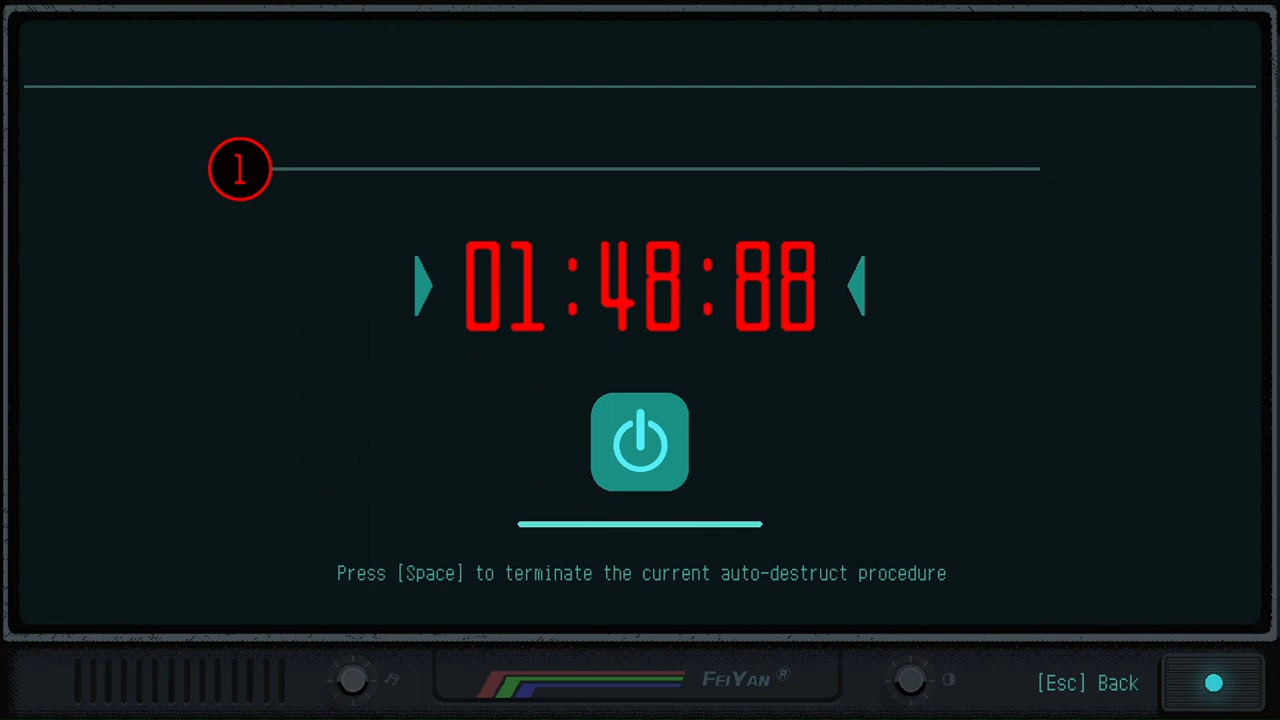 1
01:48:88
Press [Space] to terminate the current auto-destruct procedure
FEIYAN®
[Esc] Back